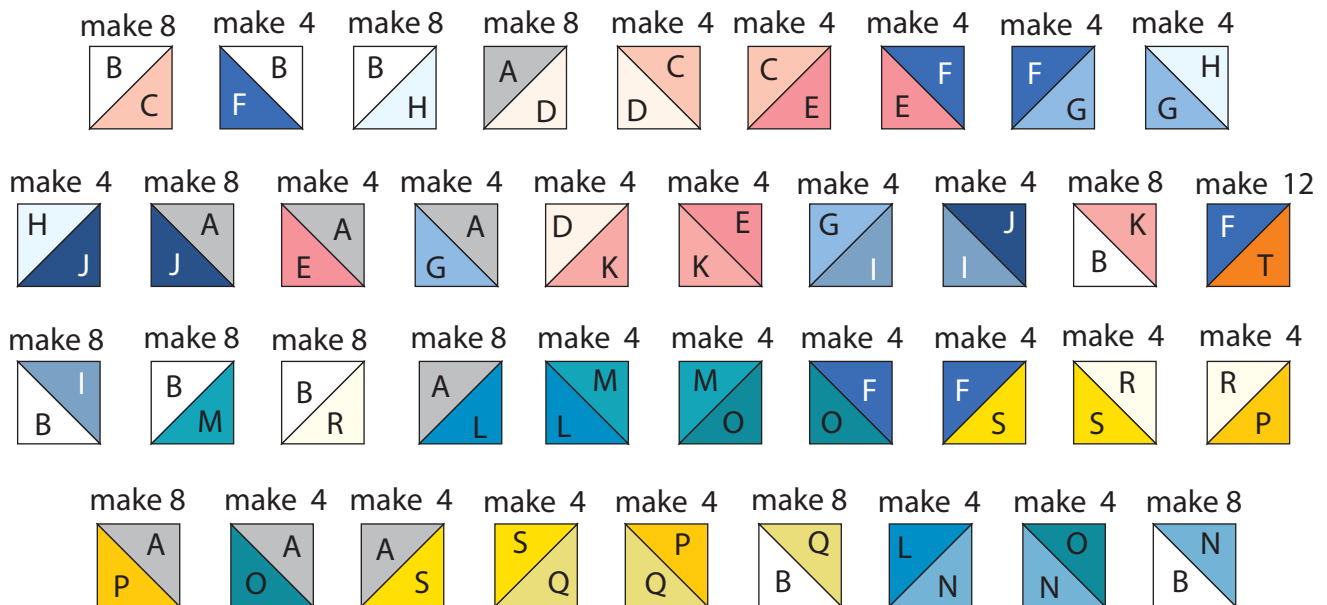 make 8 make 4 make 8 make 8 make 4 make 4 make 4 make 4 make 4
B C B F B H A D C D C E F E F G H G
make 4 make 8 make 4 make 4 make 4 make 4 make 4 make 4 make 8 make 12
H J A J A E A G D K E K G I J I K B F T
make 8 make 8 make 8 make 8 make 4 make 4 make 4 make 4 make 4 make 4
I B B M B R A L M L M O F O F S R S R P
make 8 make 4 make 4 make 4 make 4 make 8 make 4 make 4 make 8
A P A O A S S Q P Q Q B L N O N N B